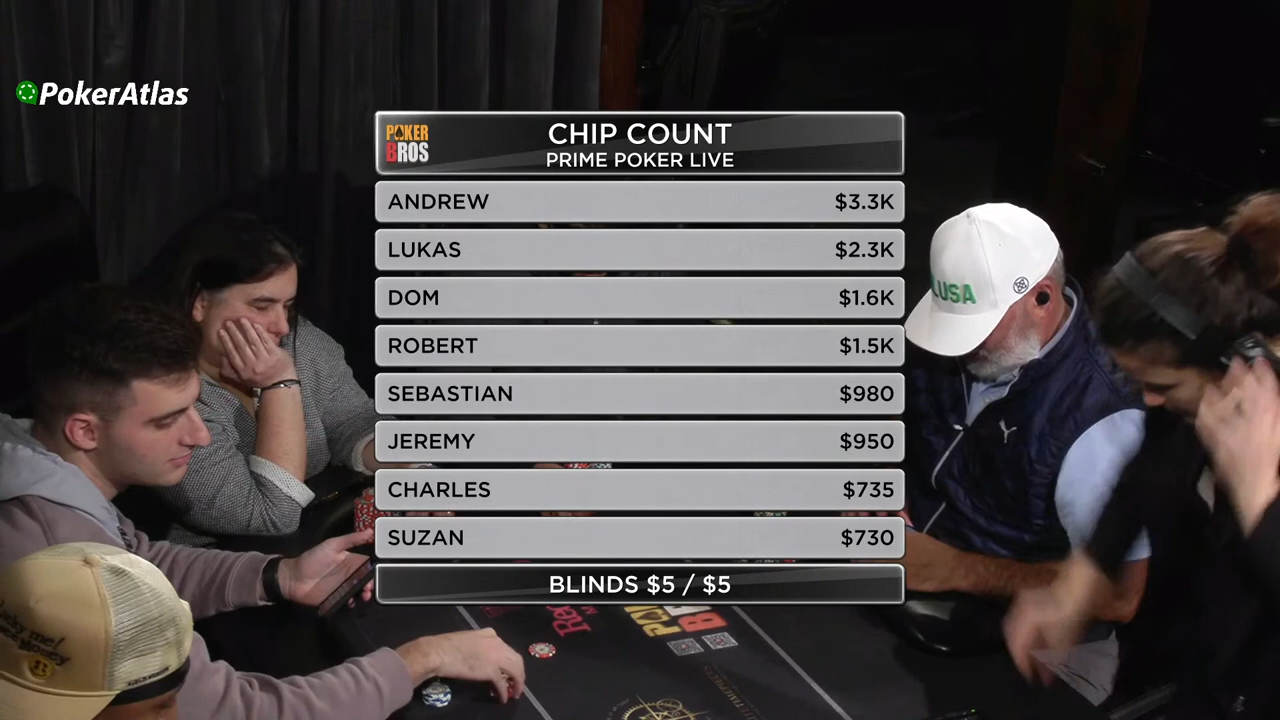 PokerAtlas
POKER
BROS
CHIP COUNT
PRIME POKER LIVE
ANDREW $3.3K
LUKAS $2.3K
DOM $1.6K
ROBERT $1.5K
SEBASTIAN $980
JEREMY $950
CHARLES $735
SUZAN $730
BLINDS $5 / $5
USA